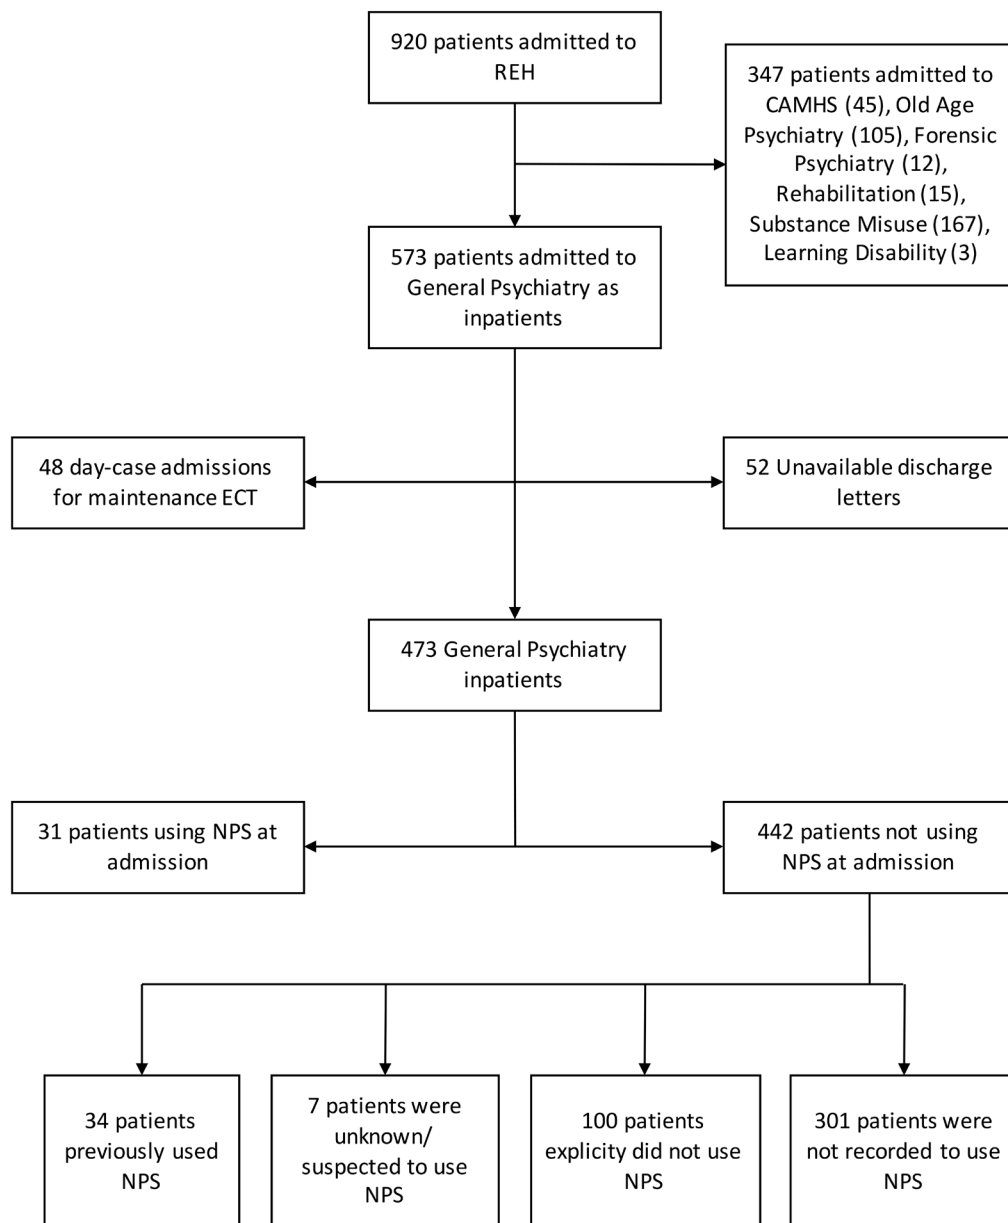 920 patients admitted to
REH
347 patients admitted to
CAMHS (45), Old Age
Psychiatry (105), Forensic
Psychiatry (12),
Rehabilitation (15),
Substance Misuse (167),
Learning Disability (3)
573 patients admitted to
General Psychiatry as
inpatients
48 day-case admissions
for maintenance ECT
52 Unavailable discharge
letters
473 General Psychiatry
inpatients
31 patients using NPS at
admission
442 patients not using
NPS at admission
34 patients
previously used
NPS
7 patients were
unknown/
suspected to use
NPS
100 patients
explicity did not use
NPS
301 patients were
not recorded to use
NPS